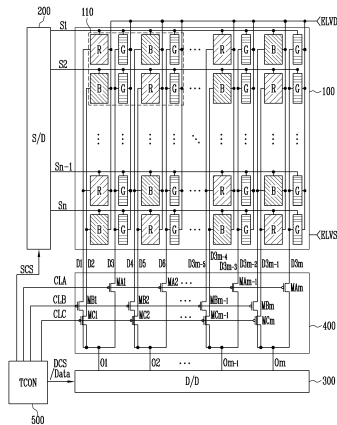 200
110
S1
ELVD
R G B G R G B G
S2
B G R G B G R G
100
S/D
Sn-1
R G B G R G B G
Sn
B G R G B G R G
ELVS
SCS
D1 D2 D3 D4 D5 D6 D3m-5 D3m-4 D3m-3 D3m-2 D3m-1 D3m
CLA MA1 MA2 MAm-1 MAm
CLB MB1 MB2 MBm-1 MBm
CLC MC1 MC2 MCm-1 MCm
400
TCON
DCS
/Data
O1 O2 Om-1 Om
D/D
300
500